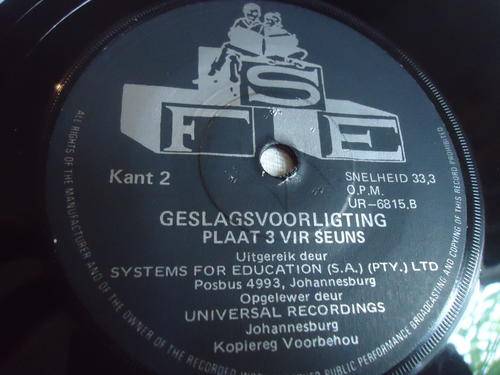 S
F E
Kant 2
SNELHEID 33,3
O.P.M.
UR-6815.B
GESLAGSVOORLIGTING
PLAAT 3 VIR SEUNS
Uitgereik deur
SYSTEMS FOR EDUCATION (S.A.) (PTY.) LTD
Posbus 4993, Johannesburg
Opgelewer deur
UNIVERSAL RECORDINGS
Johannesburg
Kopiereg Voorbehou
ALL RIGHTS OF THE MANUFACTURER AND OF THE OWNER OF THE RECORDED PUBLIC PERFORMANCE BROADCASTING AND COPYING OF THIS RECORD PROHIBITED